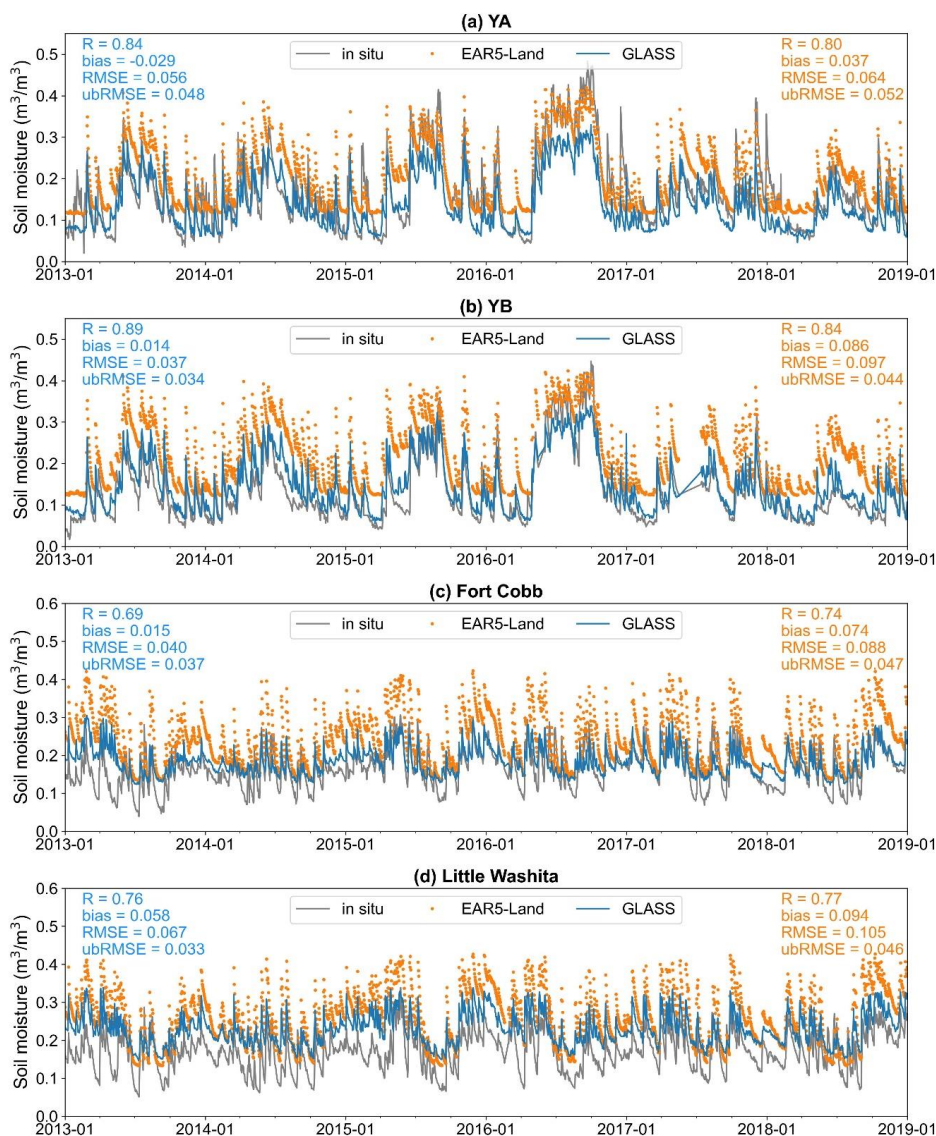 (a) YA
R = 0.84
bias = -0.029
RMSE = 0.056
ubRMSE = 0.048
in situ EAR5-Land GLASS
R = 0.80
bias = 0.037
RMSE = 0.064
ubRMSE = 0.052
Soil moisture (m³/m³)
0.5
0.4
0.3
0.2
0.1
0.0
2013-01 2014-01 2015-01 2016-01 2017-01 2018-01 2019-01
(b) YB
R = 0.89
bias = 0.014
RMSE = 0.037
ubRMSE = 0.034
in situ EAR5-Land GLASS
R = 0.84
bias = 0.086
RMSE = 0.097
ubRMSE = 0.044
Soil moisture (m³/m³)
0.5
0.4
0.3
0.2
0.1
0.0
2013-01 2014-01 2015-01 2016-01 2017-01 2018-01 2019-01
(c) Fort Cobb
R = 0.69
bias = 0.015
RMSE = 0.040
ubRMSE = 0.037
in situ EAR5-Land GLASS
R = 0.74
bias = 0.074
RMSE = 0.088
ubRMSE = 0.047
Soil moisture (m³/m³)
0.6
0.5
0.4
0.3
0.2
0.1
0.0
2013-01 2014-01 2015-01 2016-01 2017-01 2018-01 2019-01
(d) Little Washita
R = 0.76
bias = 0.058
RMSE = 0.067
ubRMSE = 0.033
in situ EAR5-Land GLASS
R = 0.77
bias = 0.094
RMSE = 0.105
ubRMSE = 0.046
Soil moisture (m³/m³)
0.6
0.5
0.4
0.3
0.2
0.1
0.0
2013-01 2014-01 2015-01 2016-01 2017-01 2018-01 2019-01